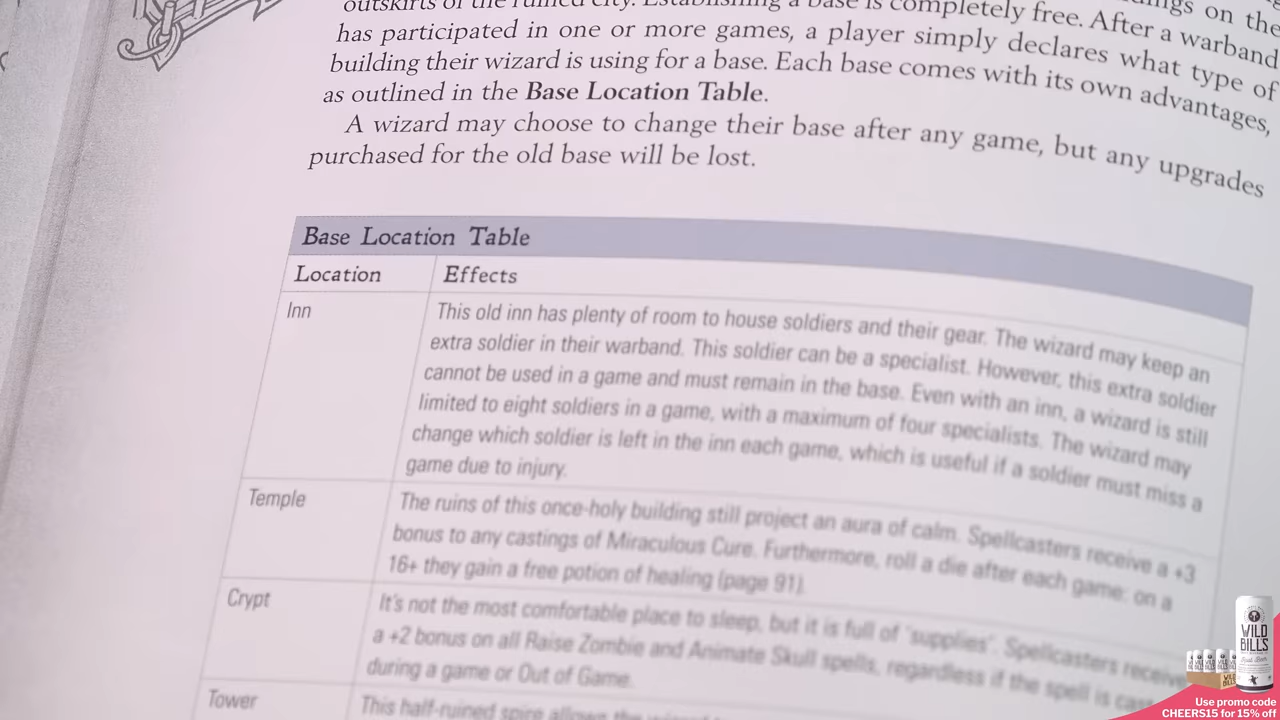 outskirts of the ruined city. Establishing a base is completely free. After a warband
has participated in one or more games, a player simply declares what type of
building their wizard is using for a base. Each base comes with its own advantages,
as outlined in the Base Location Table.
A wizard may choose to change their base after any game, but any upgrades
purchased for the old base will be lost.
Base Location Table
Location Effects
Inn
This old inn has plenty of room to house soldiers and their gear. The wizard may keep an
extra soldier in their warband. This soldier can be a specialist. However, this extra soldier
cannot be used in a game and must remain in the base. Even with an inn, a wizard is still
limited to eight soldiers in a game, with a maximum of four specialists. The wizard may
change which soldier is left in the inn each game, which is useful if a soldier must miss a
game due to injury.
Temple
The ruins of this once-holy building still project an aura of calm. Spellcasters receive a +3
bonus to any castings of Miraculous Cure. Furthermore, roll a die after each game: on a
16+ they gain a free potion of healing (page 91).
Crypt
It's not the most comfortable place to sleep, but it is full of 'supplies'. Spellcasters receive
a +2 bonus on all Raise Zombie and Animate Skull spells, regardless if the spell is cast
during a game or Out of Game.
Tower
This half-ruined spire allows the
WILD
BILL'S
Use promo code
CHEERS15 for 15% off